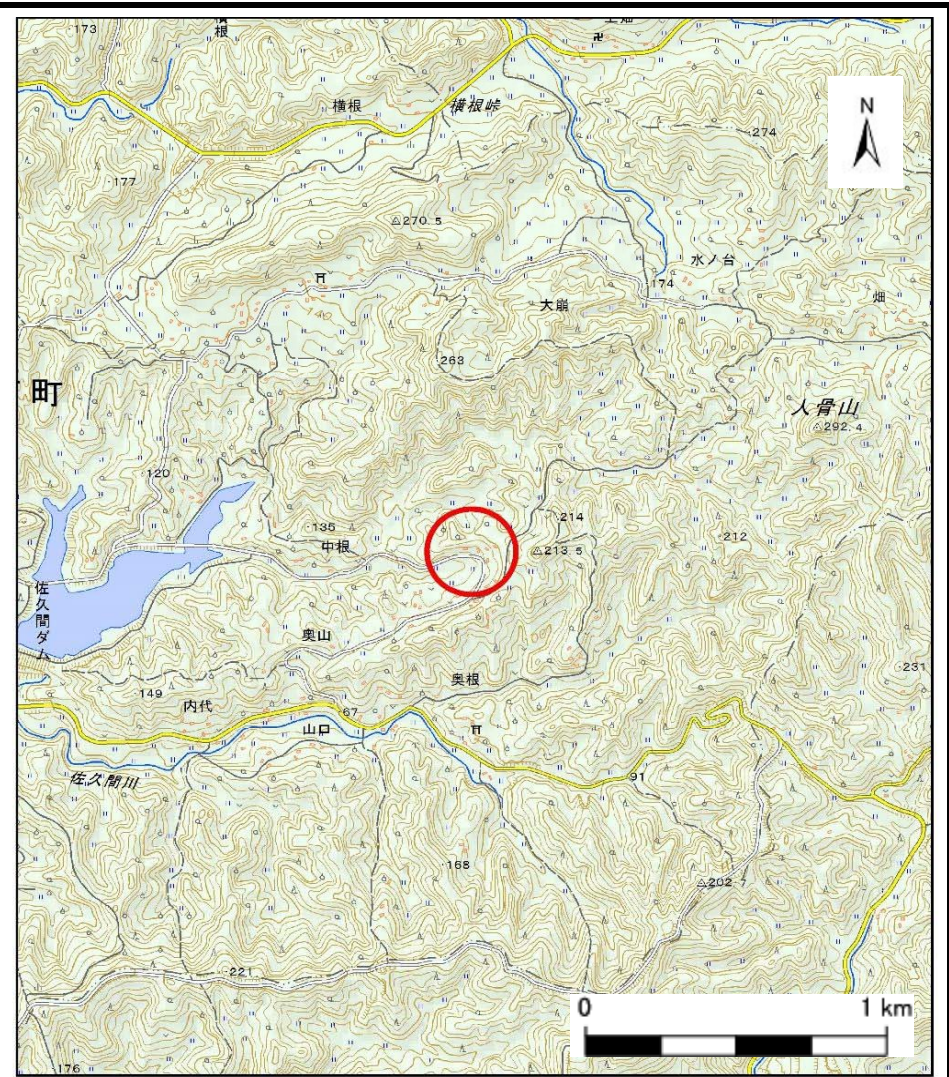 ·173
横根
上畑
横根
横根峠
N
·274
·177
△270.5
水ノ台
174
大崩
畑
263
町
人骨山
△292.4
·120
·135
中根
·214
△213.5
·212
佐久間ダム
奥山
奥根
·231
·149
内代
67
山口
佐久間川
91
·168
△202.7
·221
0
1 km
·176